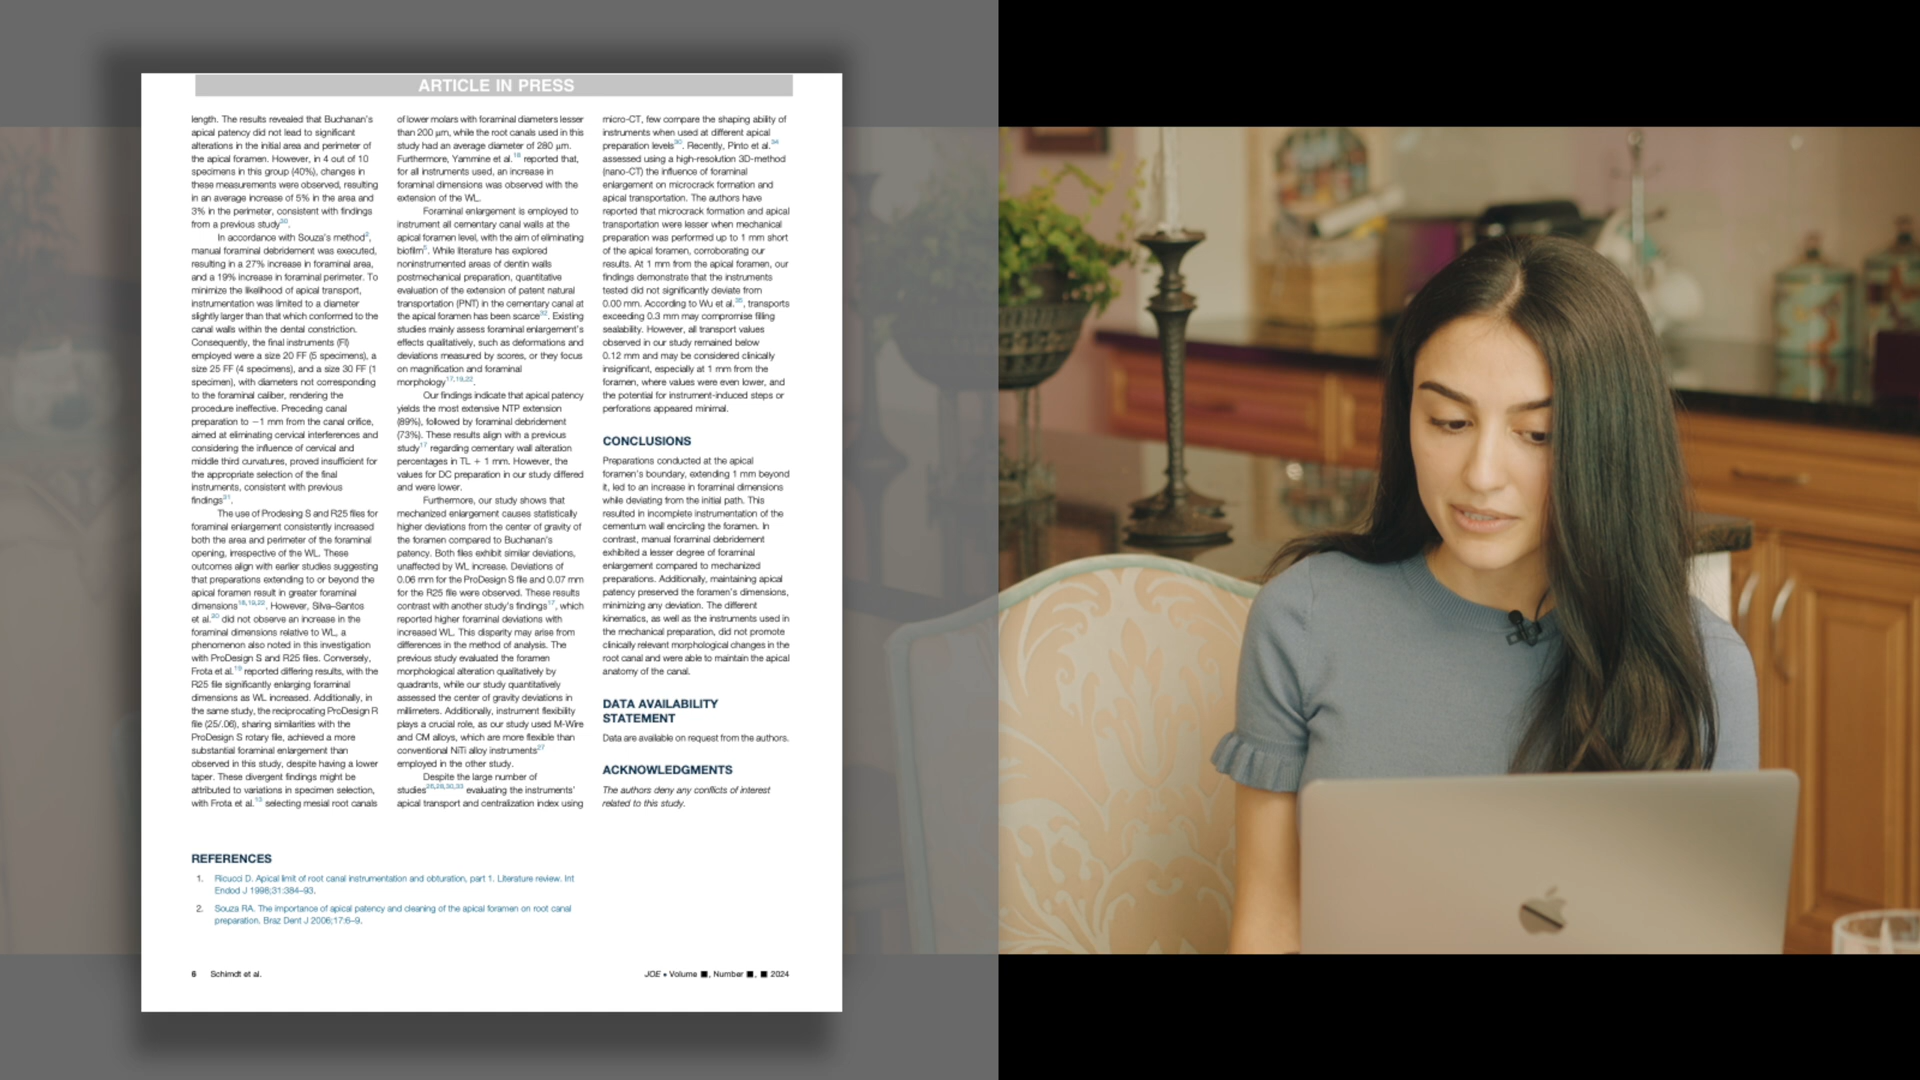 ARTICLE IN PRESS
length. The results revealed that Buchanan's
apical patency did not lead to significant
alterations in the initial area and perimeter of
the apical foramen. However, in 4 out of 10
specimens in this group (40%), changes in
these measurements were observed, resulting
in an average increase of 5% in the area and
3% in the perimeter, consistent with findings
from a previous study30.
In accordance with Souza's method2,
manual foraminal debridement was executed,
resulting in a 27% increase in foraminal area,
and a 19% increase in foraminal perimeter. To
minimize the likelihood of apical transport,
instrumentation was limited to a diameter
slightly larger than that which conformed to the
canal walls within the dental constriction.
Consequently, the final instruments (FI)
employed were a size 20 FF (5 specimens), a
size 25 FF (4 specimens), and a size 30 FF (1
specimen), with diameters not corresponding
to the foraminal caliber, rendering the
procedure ineffective. Preceding canal
preparation to −1 mm from the canal orifice,
aimed at eliminating cervical interferences and
considering the influence of cervical and
middle third curvatures, proved insufficient for
the appropriate selection of the final
instruments, consistent with previous
findings31.
The use of Prodesing S and R25 files for
foraminal enlargement consistently increased
both the area and perimeter of the foraminal
opening, irrespective of the WL. These
outcomes align with earlier studies suggesting
that preparations extending to or beyond the
apical foramen result in greater foraminal
dimensions18,19,22. However, Silva–Santos
et al.20 did not observe an increase in the
foraminal dimensions relative to WL, a
phenomenon also noted in this investigation
with ProDesign S and R25 files. Conversely,
Frota et al.19 reported differing results, with the
R25 file significantly enlarging foraminal
dimensions as WL increased. Additionally, in
the same study, the reciprocating ProDesign R
file (25/.06), sharing similarities with the
ProDesign S rotary file, achieved a more
substantial foraminal enlargement than
observed in this study, despite having a lower
taper. These divergent findings might be
attributed to variations in specimen selection,
with Frota et al.13 selecting mesial root canals
of lower molars with foraminal diameters lesser
than 200 μm, while the root canals used in this
study had an average diameter of 280 μm.
Furthermore, Yammine et al.18 reported that,
for all instruments used, an increase in
foraminal dimensions was observed with the
extension of the WL.
Foraminal enlargement is employed to
instrument all cementary canal walls at the
apical foramen level, with the aim of eliminating
biofilm5. While literature has explored
noninstrumented areas of dentin walls
postmechanical preparation, quantitative
evaluation of the extension of patent natural
transportation (PNT) in the cementary canal at
the apical foramen has been scarce32. Existing
studies mainly assess foraminal enlargement's
effects qualitatively, such as deformations and
deviations measured by scores, or they focus
on magnification and foraminal
morphology17,19,22.
Our findings indicate that apical patency
yields the most extensive NTP extension
(89%), followed by foraminal debridement
(73%). These results align with a previous
study17 regarding cementary wall alteration
percentages in TL + 1 mm. However, the
values for DC preparation in our study differed
and were lower.
Furthermore, our study shows that
mechanized enlargement causes statistically
higher deviations from the center of gravity of
the foramen compared to Buchanan's
patency. Both files exhibit similar deviations,
unaffected by WL increase. Deviations of
0.06 mm for the ProDesign S file and 0.07 mm
for the R25 file were observed. These results
contrast with another study's findings17, which
reported higher foraminal deviations with
increased WL. This disparity may arise from
differences in the method of analysis. The
previous study evaluated the foramen
morphological alteration qualitatively by
quadrants, while our study quantitatively
assessed the center of gravity deviations in
millimeters. Additionally, instrument flexibility
plays a crucial role, as our study used M-Wire
and CM alloys, which are more flexible than
conventional NiTi alloy instruments27
employed in the other study.
Despite the large number of
studies26,28,30,33 evaluating the instruments'
apical transport and centralization index using
micro-CT, few compare the shaping ability of
instruments when used at different apical
preparation levels30. Recently, Pinto et al.34
assessed using a high-resolution 3D-method
(nano-CT) the influence of foraminal
enlargement on microcrack formation and
apical transportation. The authors have
reported that microcrack formation and apical
transportation were lesser when mechanical
preparation was performed up to 1 mm short
of the apical foramen, corroborating our
results. At 1 mm from the apical foramen, our
findings demonstrate that the instruments
tested did not significantly deviate from
0.00 mm. According to Wu et al.35, transports
exceeding 0.3 mm may compromise filling
sealability. However, all transport values
observed in our study remained below
0.12 mm and may be considered clinically
insignificant, especially at 1 mm from the
foramen, where values were even lower, and
the potential for instrument-induced steps or
perforations appeared minimal.
CONCLUSIONS
Preparations conducted at the apical
foramen's boundary, extending 1 mm beyond
it, led to an increase in foraminal dimensions
while deviating from the initial path. This
resulted in incomplete instrumentation of the
cementum wall encircling the foramen. In
contrast, manual foraminal debridement
exhibited a lesser degree of foraminal
enlargement compared to mechanized
preparations. Additionally, maintaining apical
patency preserved the foramen's dimensions,
minimizing any deviation. The different
kinematics, as well as the instruments used in
the mechanical preparation, did not promote
clinically relevant morphological changes in the
root canal and were able to maintain the apical
anatomy of the canal.
DATA AVAILABILITY
STATEMENT
Data are available on request from the authors.
ACKNOWLEDGMENTS
The authors deny any conflicts of interest
related to this study.
REFERENCES
1. Ricucci D. Apical limit of root canal instrumentation and obturation, part 1. Literature review. Int
Endod J 1998;31:384–93.
2. Souza RA. The importance of apical patency and cleaning of the apical foramen on root canal
preparation. Braz Dent J 2006;17:6–9.
6 Schimdt et al.
JOE • Volume ■, Number ■, ■ 2024